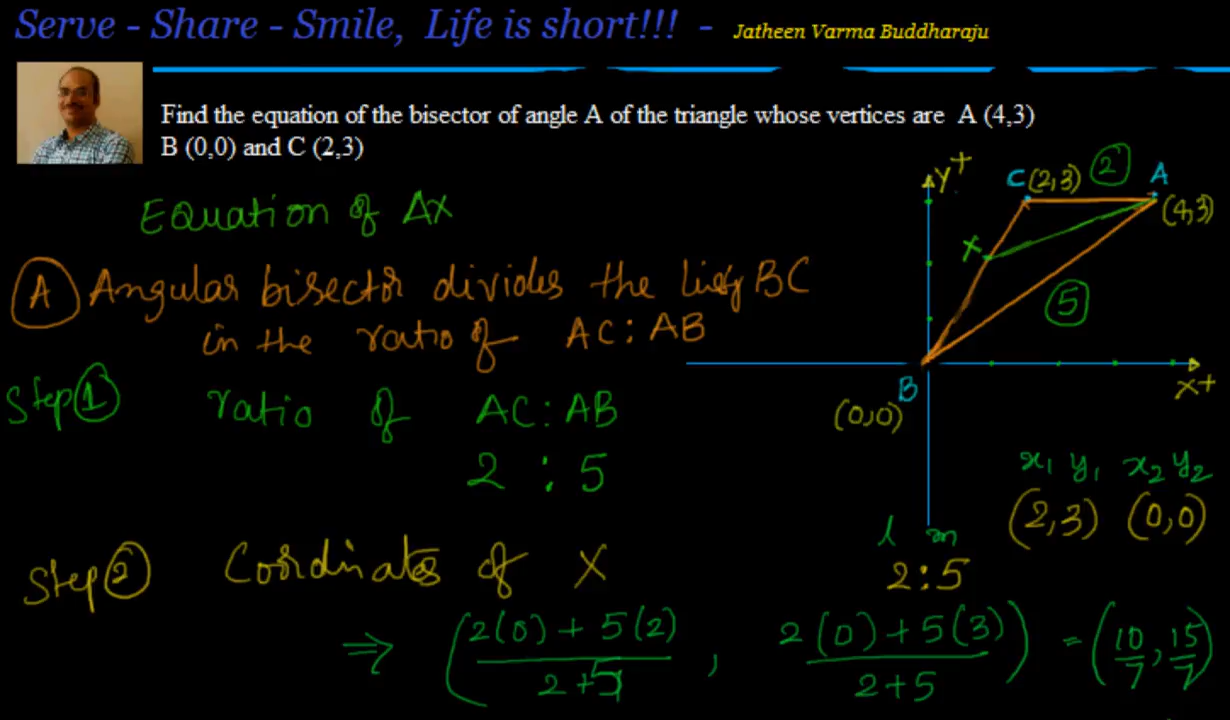 Serve - Share - Smile, Life is short!!! - Jatheen Varma Buddharaju
Find the equation of the bisector of angle A of the triangle whose vertices are A (4,3)
B (0,0) and C (2,3)
Equation of AX
A Angular bisector divides the line BC
in the ratio of AC : AB
Step 1 ratio of AC : AB
2 : 5
Step 2 Coordinates of X
⇒ (2(0) + 5(2) / 2+5 , 2(0) + 5(3) / 2+5) = (10/7, 15/7)
Y+
C (2,3)
2
A
(4,3)
X
5
B
(0,0)
X+
x1 y1 x2 y2
(2,3) (0,0)
l m
2 : 5